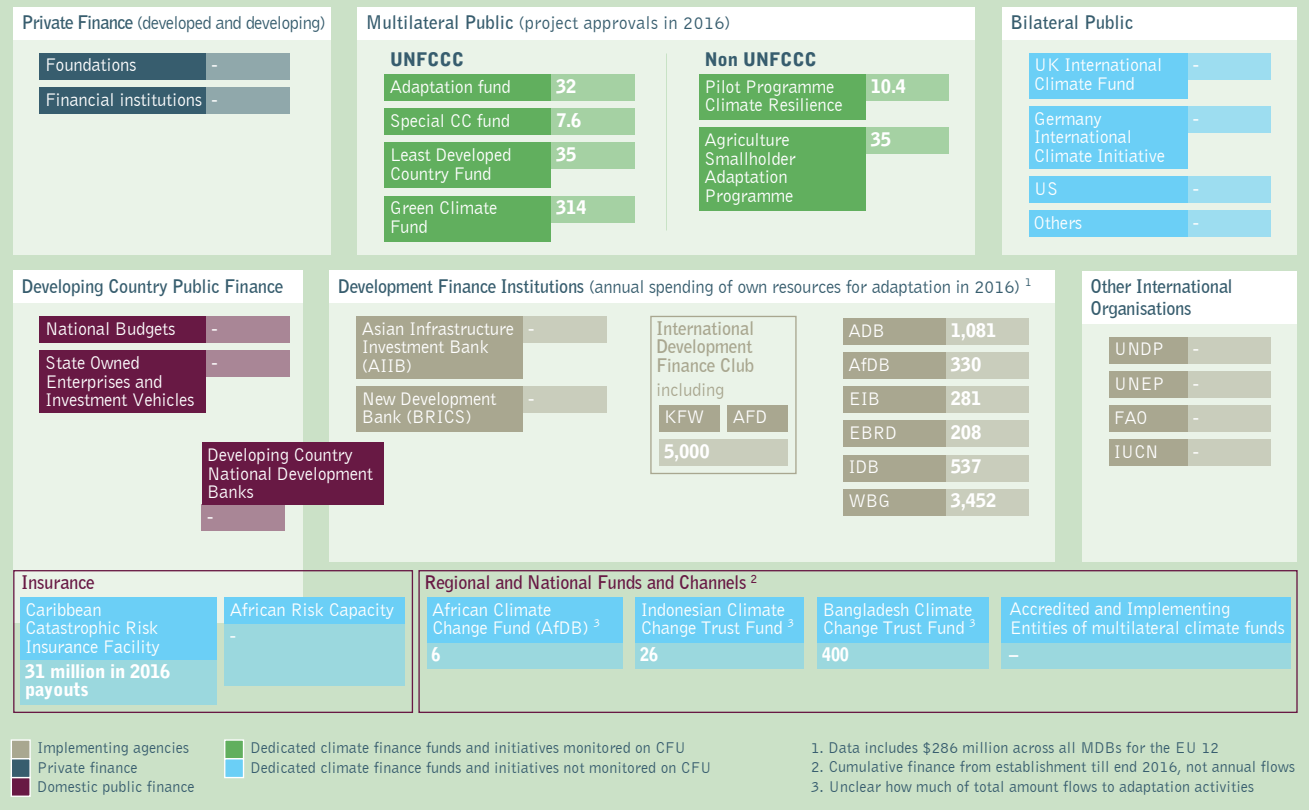 Private Finance (developed and developing)
Foundations -
Financial institutions -
Multilateral Public (project approvals in 2016)
UNFCCC
Adaptation fund 32
Special CC fund 7.6
Least Developed 35
Country Fund
Green Climate 314
Fund
Non UNFCCC
Pilot Programme 10.4
Climate Resilience
Agriculture 35
Smallholder
Adaptation
Programme
Bilateral Public
UK International -
Climate Fund
Germany -
International
Climate Initiative
US -
Others -
Developing Country Public Finance
National Budgets -
State Owned -
Enterprises and
Investment Vehicles
Developing Country
National Development
Banks
-
Development Finance Institutions (annual spending of own resources for adaptation in 2016) 1
Asian Infrastructure -
Investment Bank
(AIIB)
New Development -
Bank (BRICS)
International
Development
Finance Club
including
KFW AFD
5,000
ADB 1,081
AfDB 330
EIB 281
EBRD 208
IDB 537
WBG 3,452
Other International
Organisations
UNDP -
UNEP -
FAO -
IUCN -
Insurance
Caribbean
Catastrophic Risk
Insurance Facility
31 million in 2016
payouts
African Risk Capacity
-
Regional and National Funds and Channels 2
African Climate
Change Fund (AfDB) 3
6
Indonesian Climate
Change Trust Fund 3
26
Bangladesh Climate
Change Trust Fund 3
400
Accredited and Implementing
Entities of multilateral climate funds
–
Implementing agencies
Private finance
Domestic public finance
Dedicated climate finance funds and initiatives monitored on CFU
Dedicated climate finance funds and initiatives not monitored on CFU
1. Data includes $286 million across all MDBs for the EU 12
2. Cumulative finance from establishment till end 2016, not annual flows
3. Unclear how much of total amount flows to adaptation activities